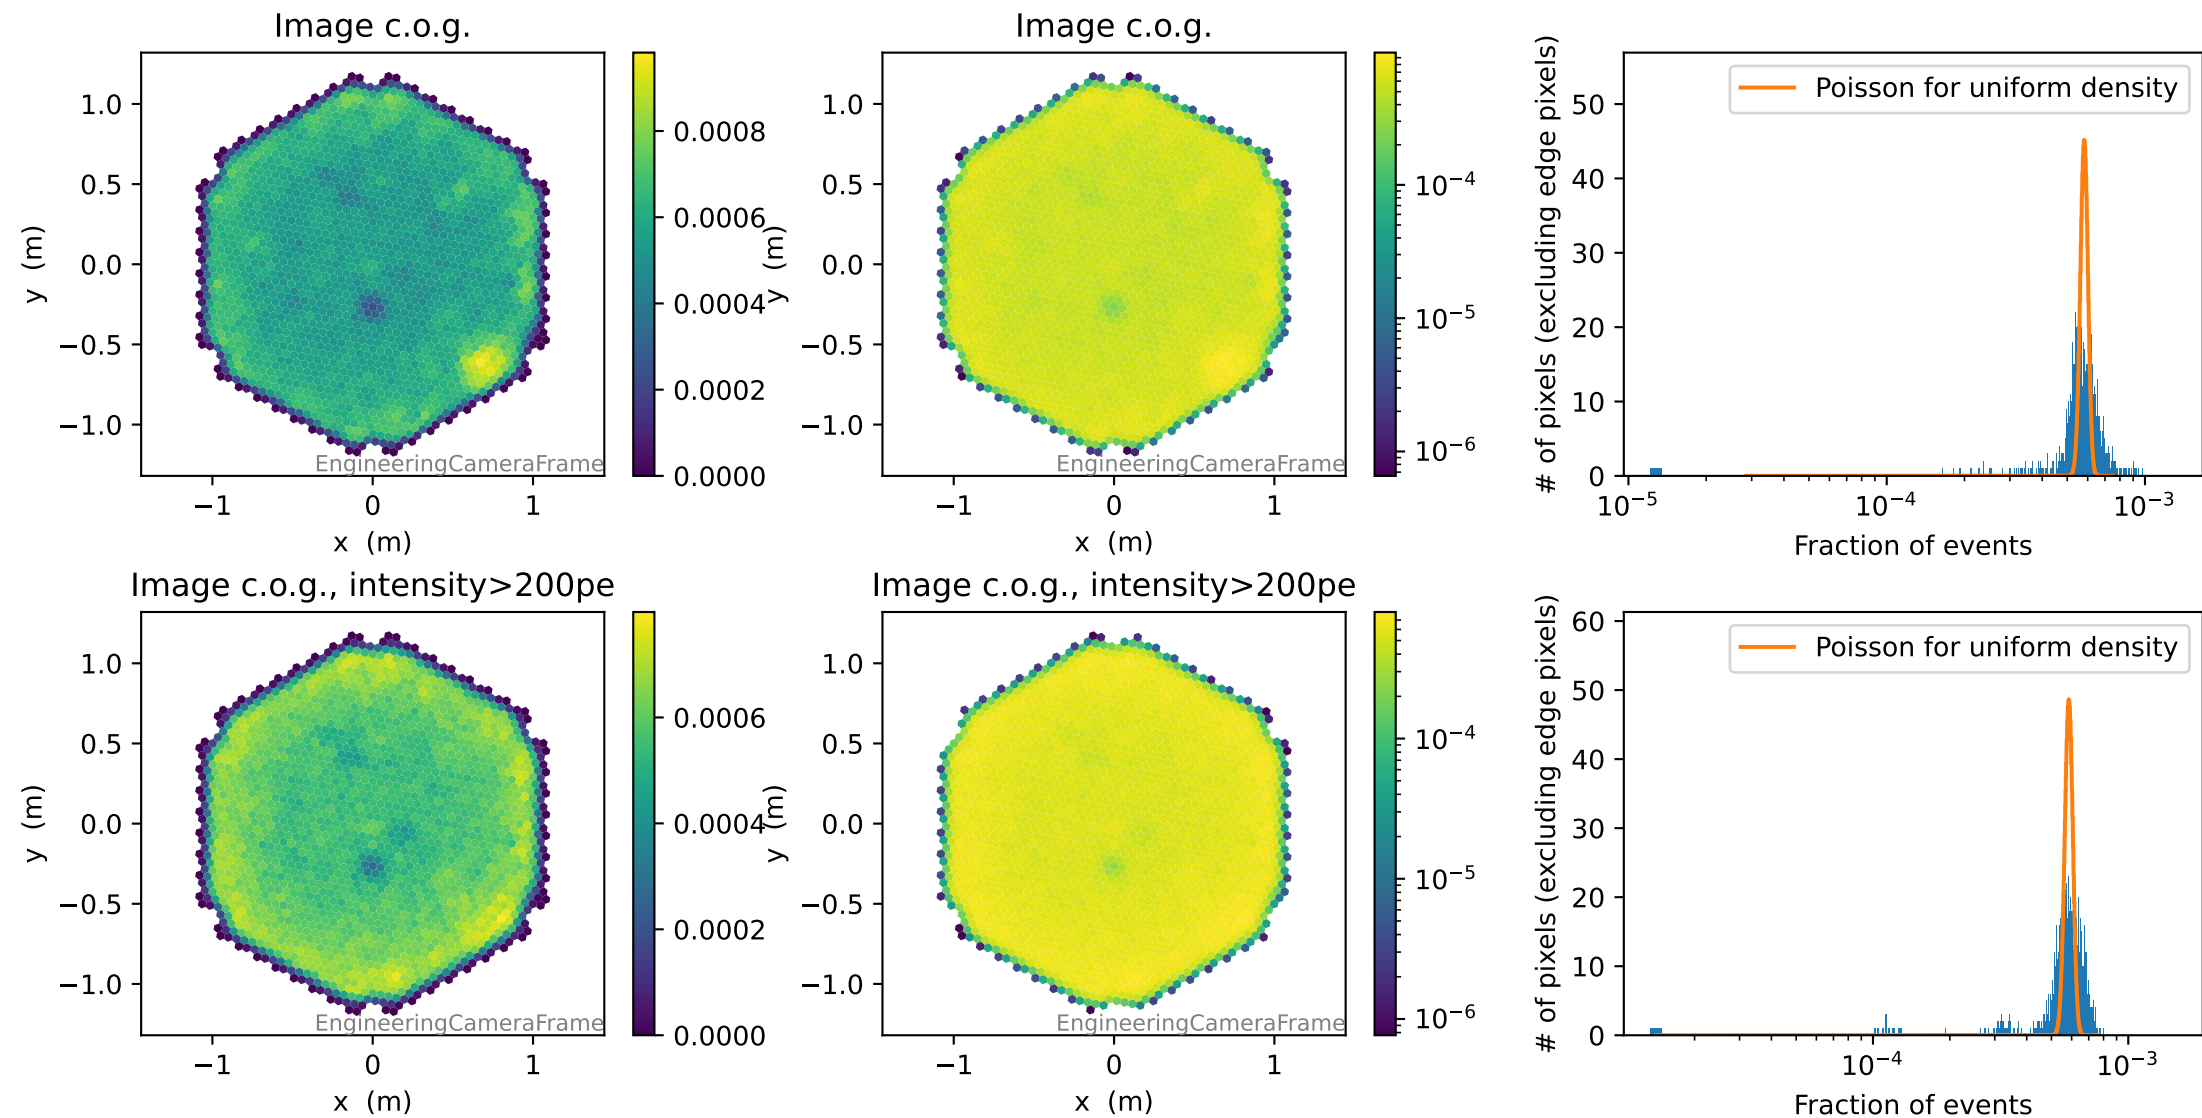 Image c.o.g.
1.0
0.5
0.0
−0.5
−1.0
y (m)
−1
0
1
x (m)
EngineeringCameraFrame
0.0008
0.0006
0.0004
0.0002
0.0000
Image c.o.g.
1.0
0.5
0.0
−0.5
−1.0
y (m)
−1
0
1
x (m)
EngineeringCameraFrame
10⁻⁴
10⁻⁵
10⁻⁶
Poisson for uniform density
50
40
30
20
10
0
# of pixels (excluding edge pixels)
10⁻⁵
10⁻⁴
10⁻³
Fraction of events
Image c.o.g., intensity>200pe
1.0
0.5
0.0
−0.5
−1.0
y (m)
−1
0
1
x (m)
EngineeringCameraFrame
0.0006
0.0004
0.0002
0.0000
Image c.o.g., intensity>200pe
1.0
0.5
0.0
−0.5
−1.0
y (m)
−1
0
1
x (m)
EngineeringCameraFrame
10⁻⁴
10⁻⁵
10⁻⁶
Poisson for uniform density
60
50
40
30
20
10
0
# of pixels (excluding edge pixels)
10⁻⁴
10⁻³
Fraction of events